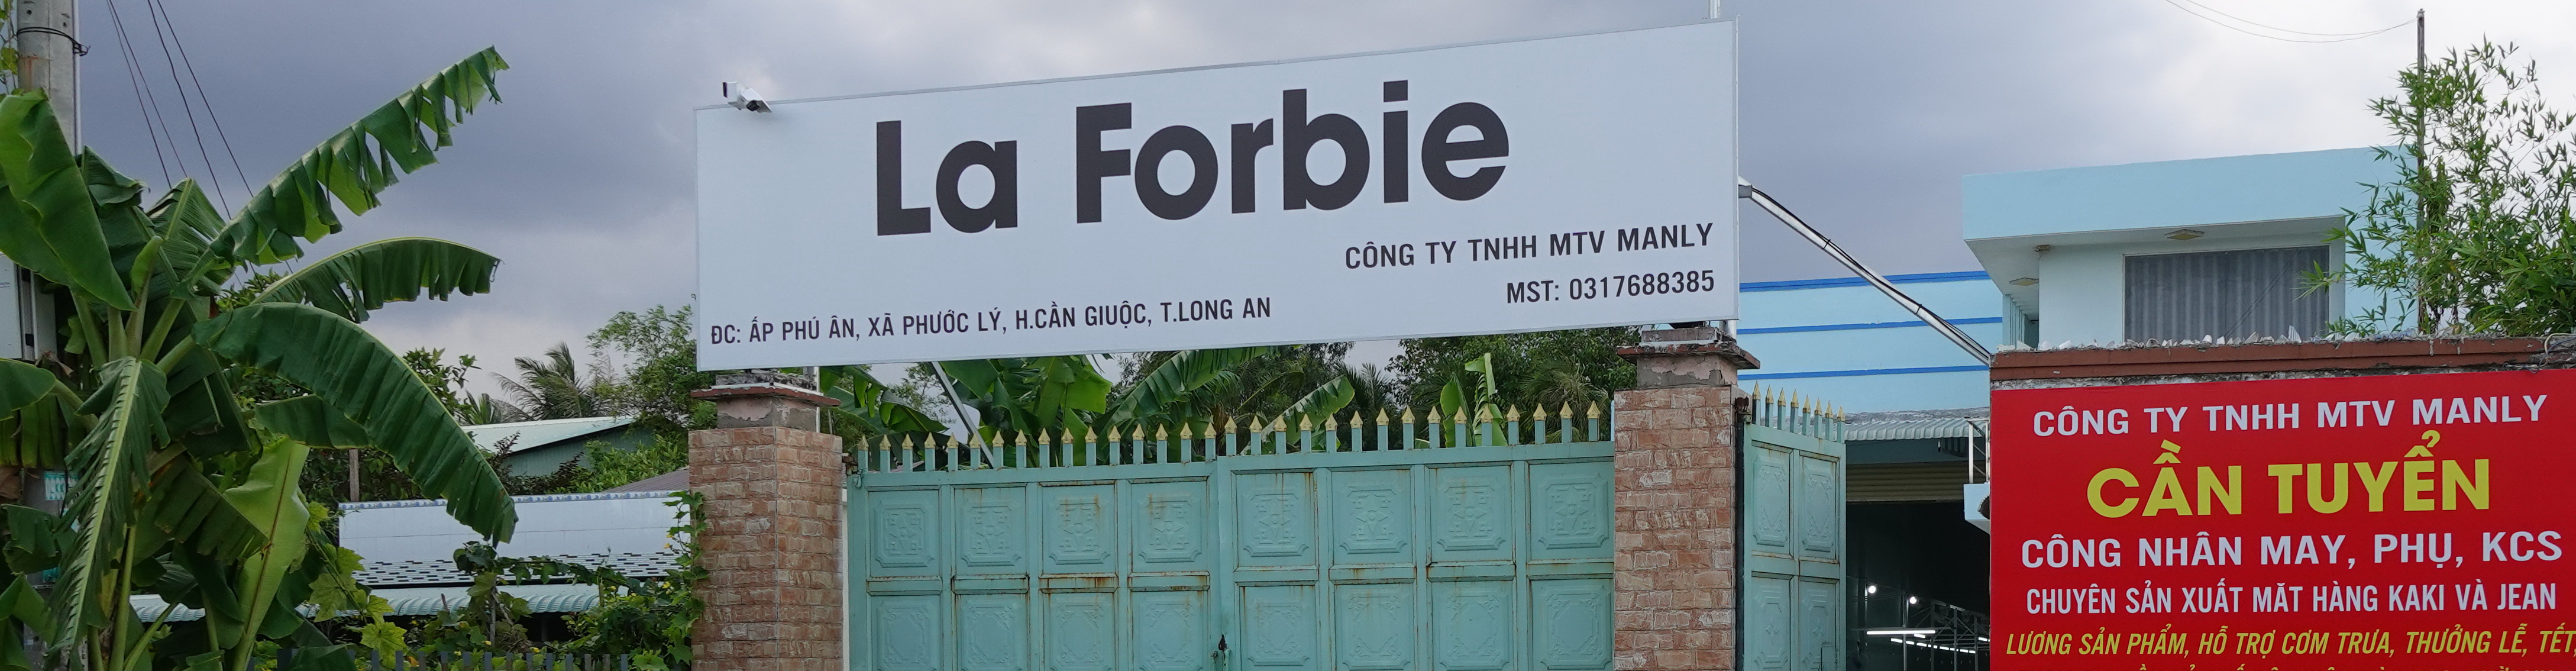 La Forbie
CÔNG TY TNHH MTV MANLY
MST: 0317688385
ĐC: ẤP PHÚ ÂN, XÃ PHƯỚC LÝ, H.CẦN GIUỘC, T.LONG AN
CÔNG TY TNHH MTV MANLY
CẦN TUYỂN
CÔNG NHÂN MAY, PHỤ, KCS
CHUYÊN SẢN XUẤT MĂT HÀNG KAKI VÀ JEAN
LƯƠNG SẢN PHẨM, HỖ TRỢ CƠM TRƯA, THƯỞNG LỄ, TẾT